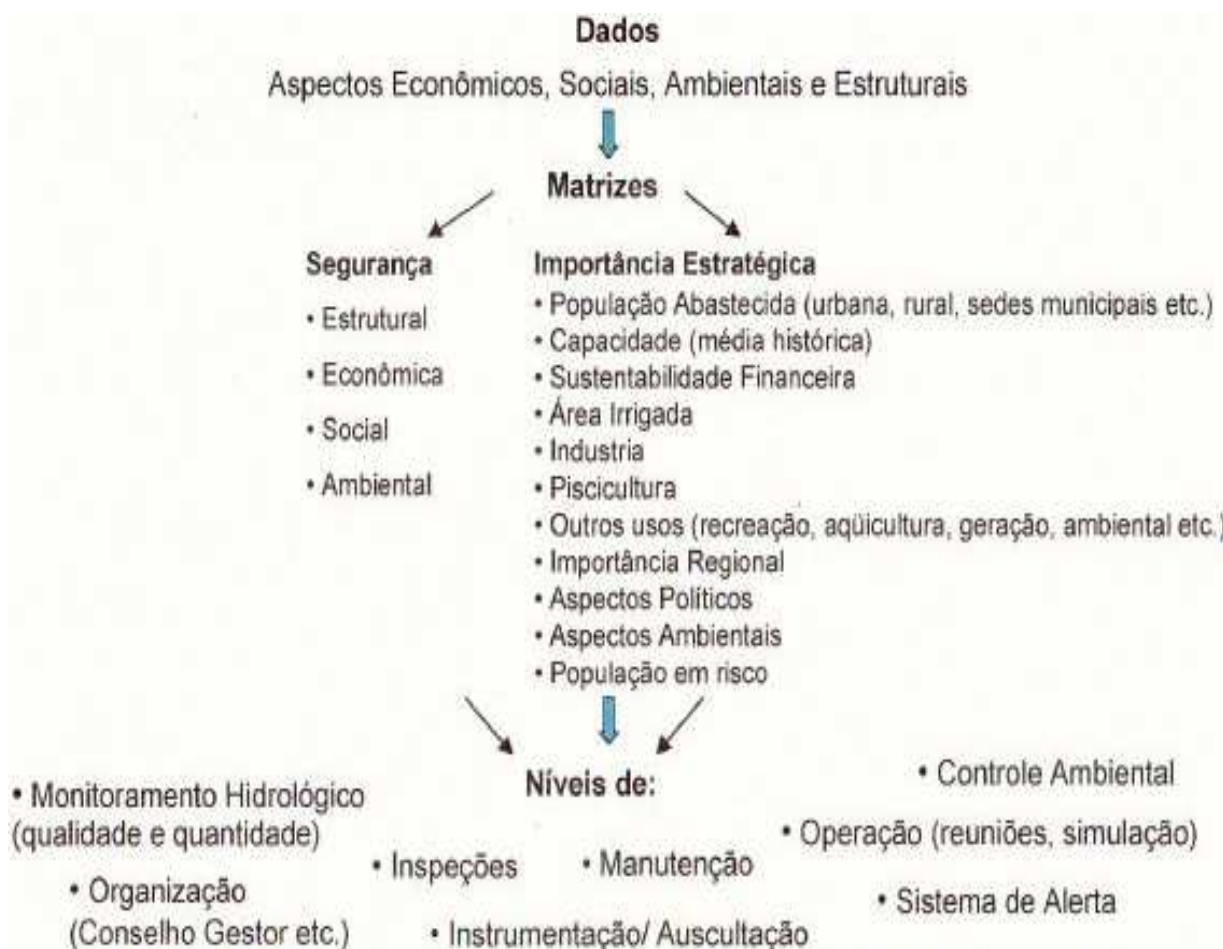 Dados
Aspectos Econômicos, Sociais, Ambientais e Estruturais
Matrizes
Segurança
• Estrutural
• Econômica
• Social
• Ambiental
Importância Estratégica
• População Abastecida (urbana, rural, sedes municipais etc.)
• Capacidade (média histórica)
• Sustentabilidade Financeira
• Área Irrigada
• Industria
• Piscicultura
• Outros usos (recreação, aqüicultura, geração, ambiental etc.)
• Importância Regional
• Aspectos Políticos
• Aspectos Ambientais
• População em risco
Níveis de:
• Monitoramento Hidrológico
(qualidade e quantidade)
• Organização
(Conselho Gestor etc.)
• Inspeções
• Instrumentação/ Auscultação
• Manutenção
• Controle Ambiental
• Operação (reuniões, simulação)
• Sistema de Alerta